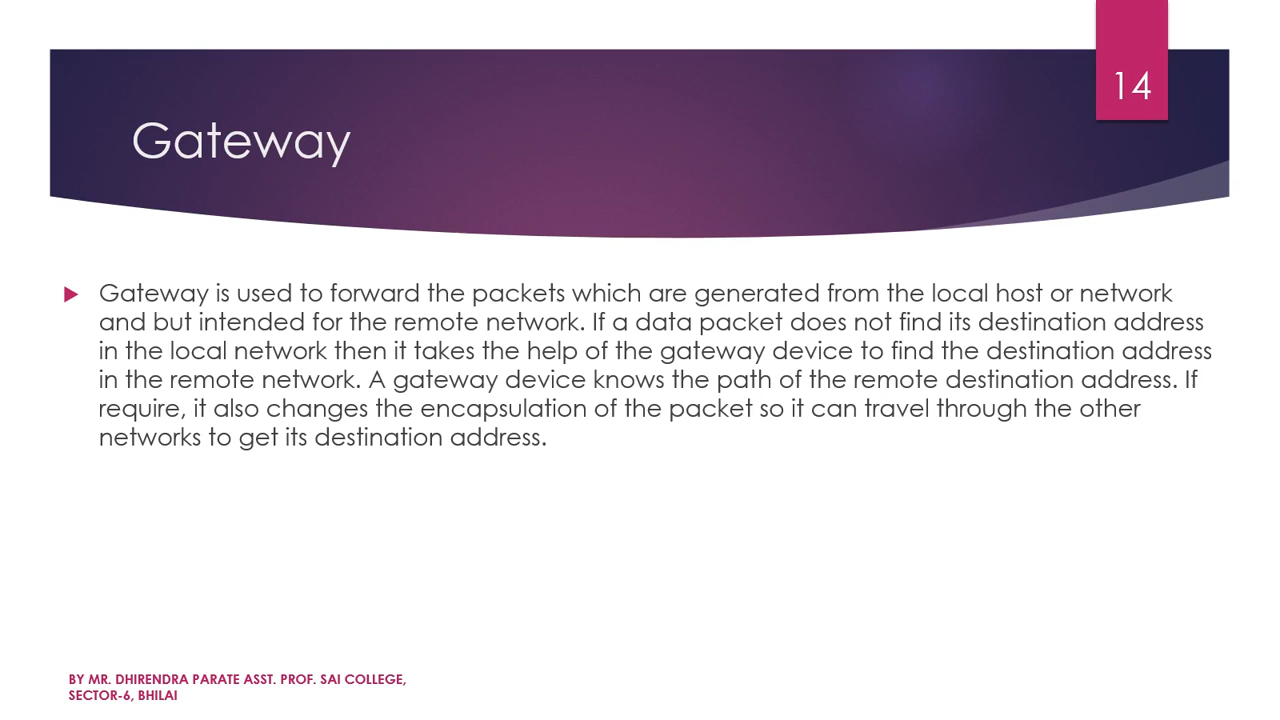 14
Gateway
Gateway is used to forward the packets which are generated from the local host or network
and but intended for the remote network. If a data packet does not find its destination address
in the local network then it takes the help of the gateway device to find the destination address
in the remote network. A gateway device knows the path of the remote destination address. If
require, it also changes the encapsulation of the packet so it can travel through the other
networks to get its destination address.
BY MR. DHIRENDRA PARATE ASST. PROF. SAI COLLEGE,
SECTOR-6, BHILAI